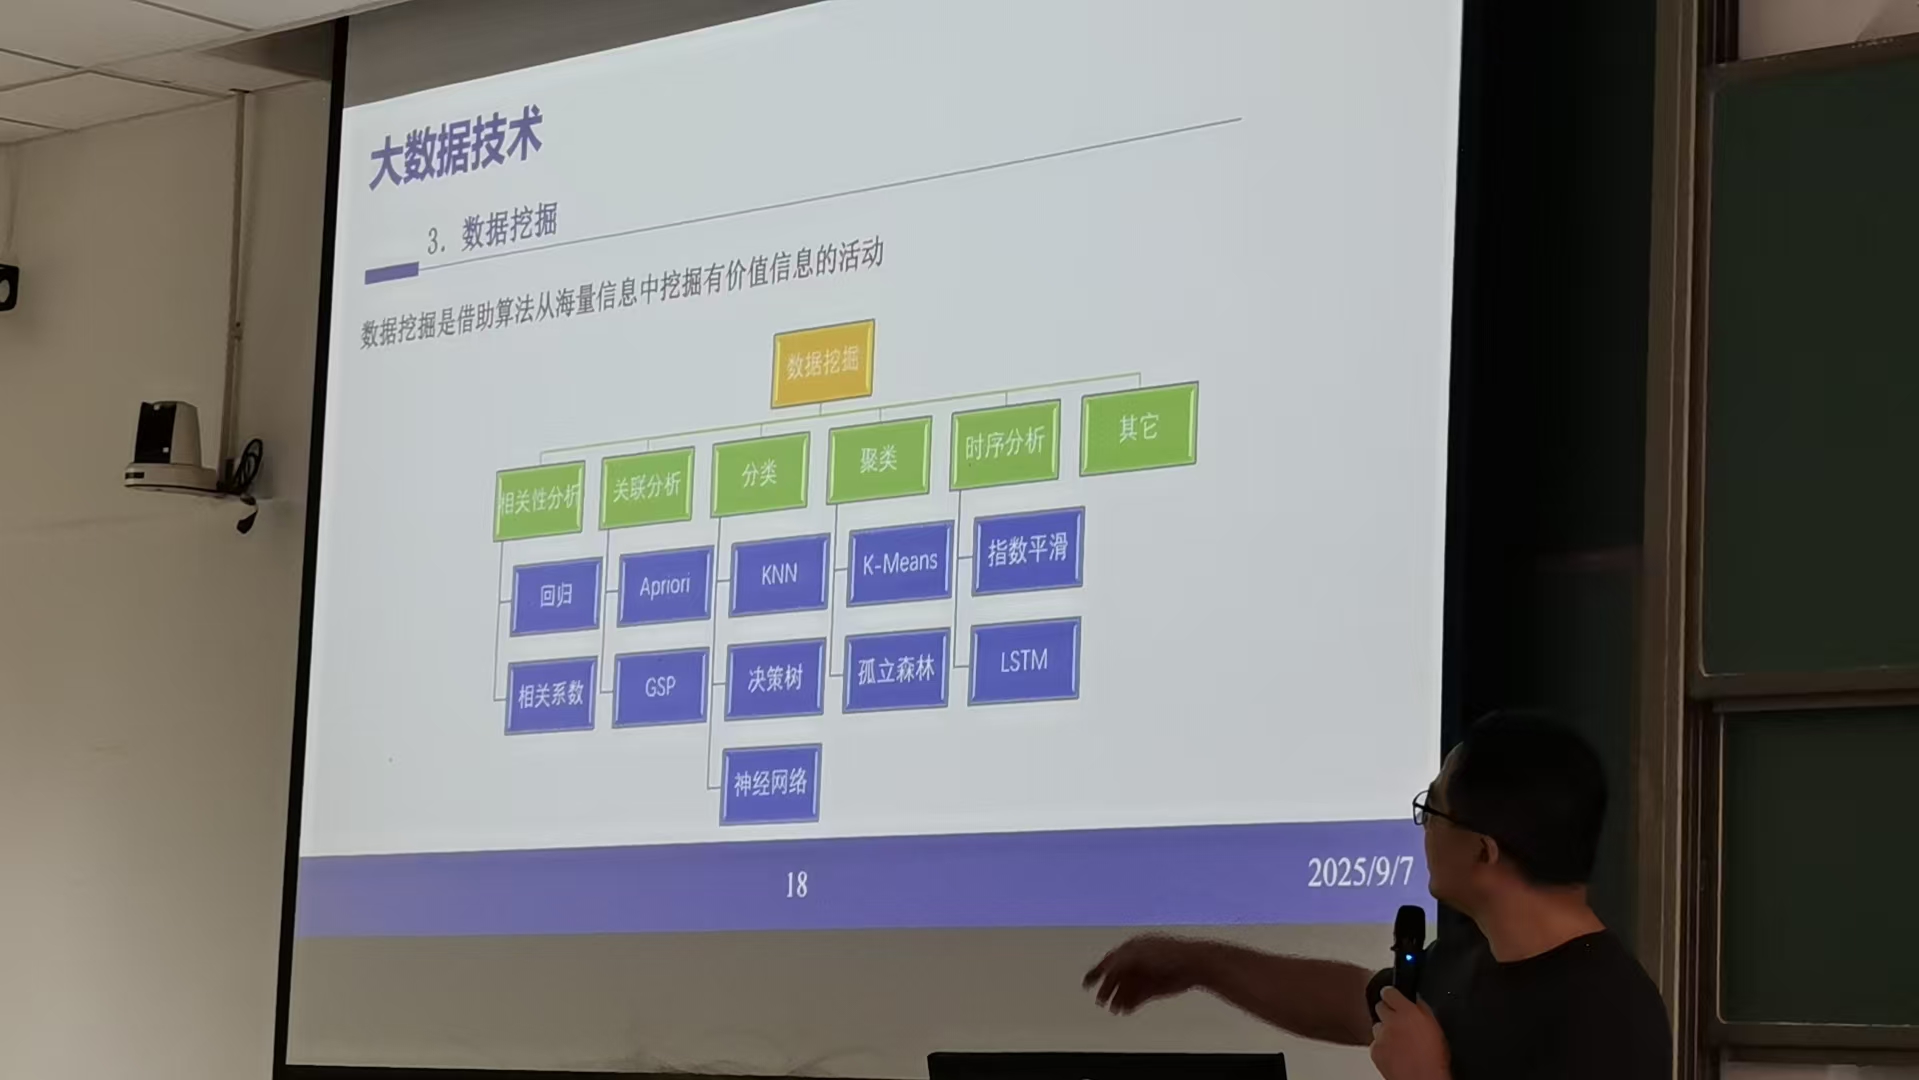 大数据技术
3. 数据挖掘
数据挖掘是借助算法从海量信息中挖掘有价值信息的活动
数据挖掘
相关性分析 关联分析 分类 聚类 时序分析 其它
回归 Apriori KNN K-Means 指数平滑
相关系数 GSP 决策树 孤立森林 LSTM
神经网络
18 2025/9/7